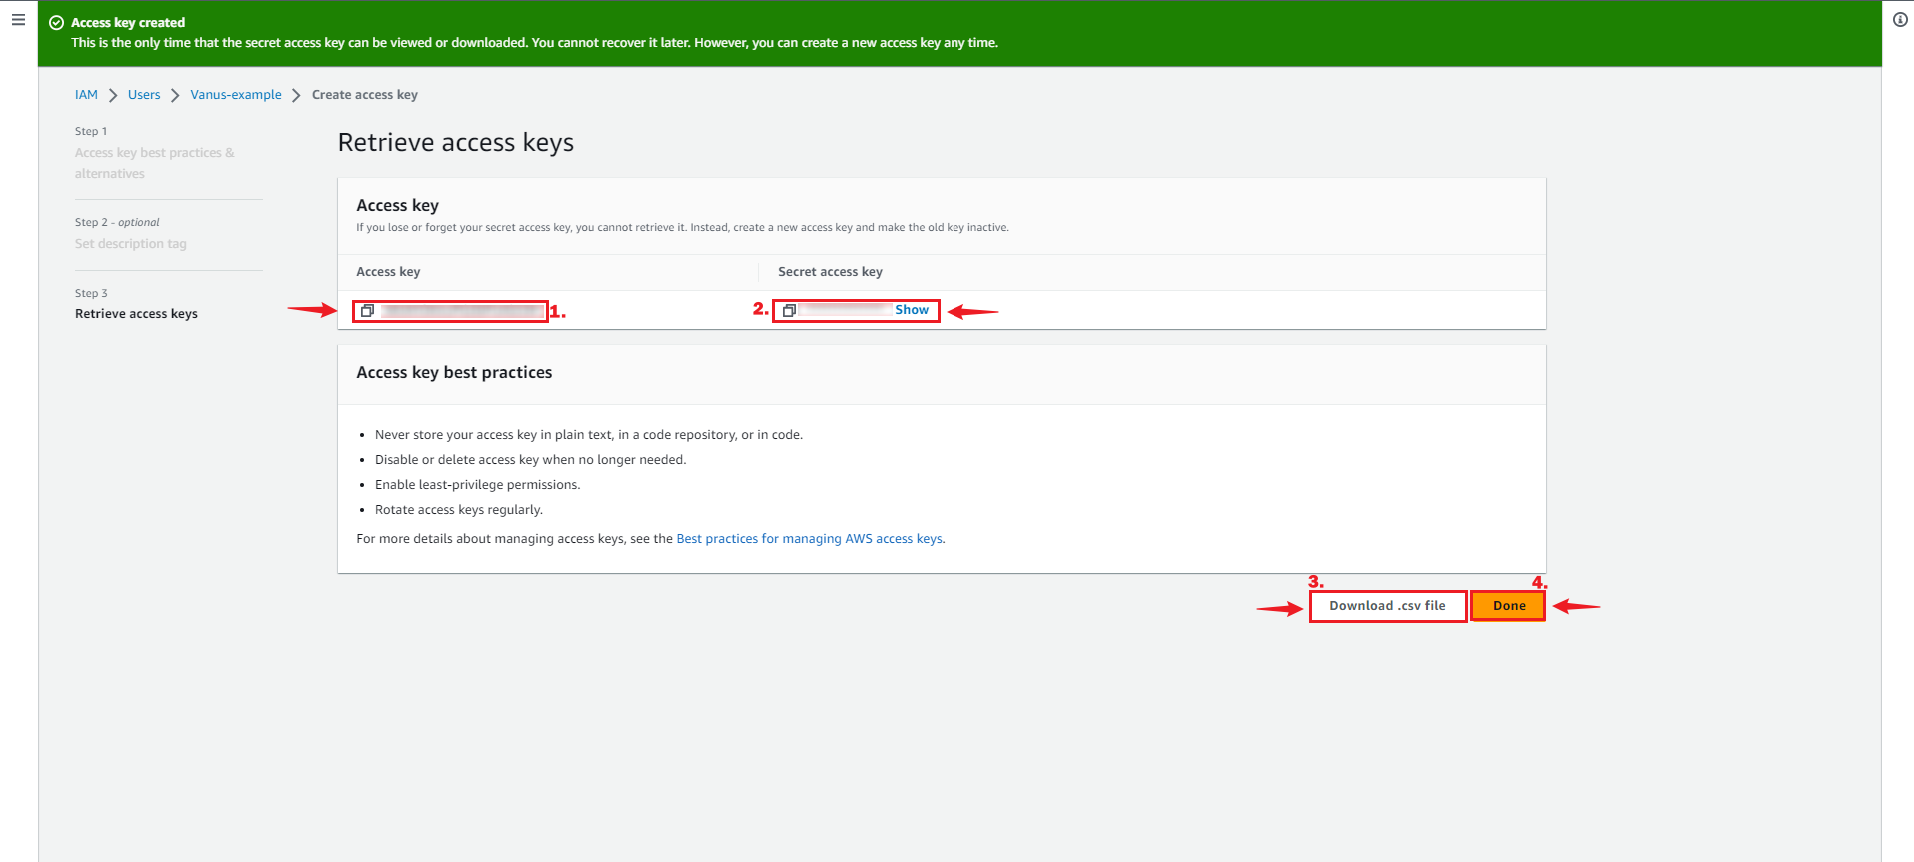 Access key created
This is the only time that the secret access key can be viewed or downloaded. You cannot recover it later. However, you can create a new access key any time.
IAM > Users > Vanus-example > Create access key
Step 1
Access key best practices &
alternatives
Step 2 - optional
Set description tag
Step 3
Retrieve access keys
Retrieve access keys
Access key
If you lose or forget your secret access key, you cannot retrieve it. Instead, create a new access key and make the old key inactive.
Access key
Secret access key
1.
2.
Show
Access key best practices
• Never store your access key in plain text, in a code repository, or in code.
• Disable or delete access key when no longer needed.
• Enable least-privilege permissions.
• Rotate access keys regularly.
For more details about managing access keys, see the Best practices for managing AWS access keys.
3.
4.
Download .csv file
Done